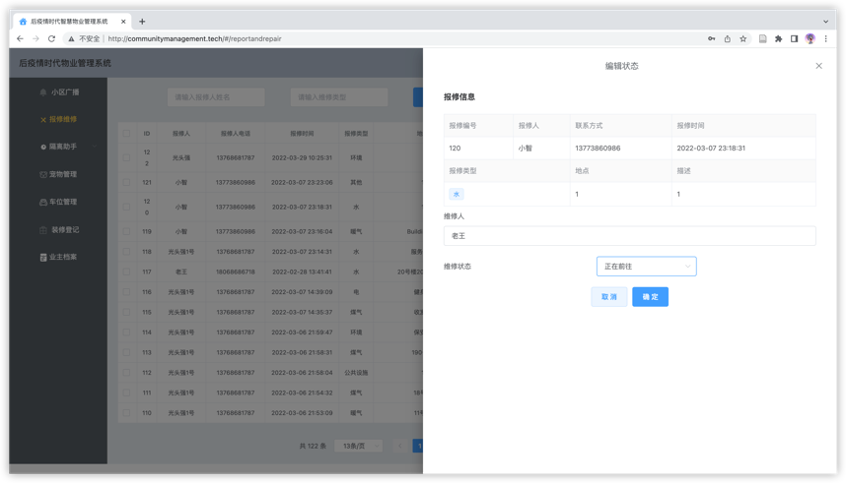 后疫情时代智慧物业管理系统
不安全 | http://communitymanagement.tech/#/reportandrepair
后疫情时代物业管理系统
小区广播
报修维修
隔离助手
宠物管理
车位管理
装修登记
业主档案
请输入报修人姓名 请输入维修类型
ID 报修人 报修人电话 报修时间 报修类型
122 光头强 13768681787 2022-03-29 10:25:31 环境
121 小智 13773860986 2022-03-07 23:23:06 其他
120 小智 13773860986 2022-03-07 23:18:31 水
119 小智 13773860986 2022-03-07 23:16:04 暖气 Build
118 光头强1号 13768681787 2022-03-07 23:14:31 水 服务
117 老王 18068686718 2022-02-28 13:41:41 水 20号楼20
116 光头强1号 13768681787 2022-03-07 14:39:09 电
115 光头强1号 13768681787 2022-03-07 14:35:37 煤气
114 光头强1号 13768681787 2022-03-06 21:59:47 环境
113 光头强1号 13768681787 2022-03-06 21:58:31 煤气 190
112 光头强1号 13768681787 2022-03-06 21:58:04 公共设施
111 光头强1号 13768681787 2022-03-06 21:54:32 煤气
110 光头强1号 13768681787 2022-03-06 21:53:09 暖气
共 122 条 13条/页 < 1
编辑状态
报修信息
报修编号 报修人 联系方式 报修时间
120 小智 13773860986 2022-03-07 23:18:31
报修类型 地点 描述
水 1 1
维修人
老王
维修状态 正在前往
取消 确定